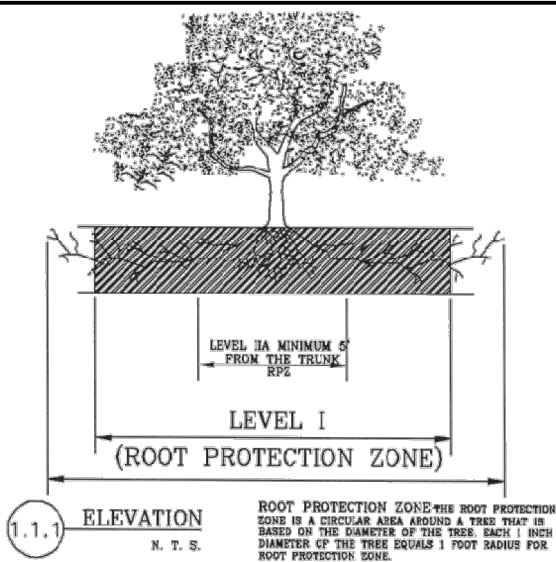 LEVEL IIA MINIMUM 5'
FROM THE TRUNK
RPZ
LEVEL I
(ROOT PROTECTION ZONE)
1.1.1
ELEVATION
N. T. S.
ROOT PROTECTION ZONE THE ROOT PROTECTION
ZONE IS A CIRCULAR AREA AROUND A TREE THAT IS
BASED ON THE DIAMETER OF THE TREE. EACH 1 INCH
DIAMETER OF THE TREE EQUALS 1 FOOT RADIUS FOR
ROOT PROTECTION ZONE.